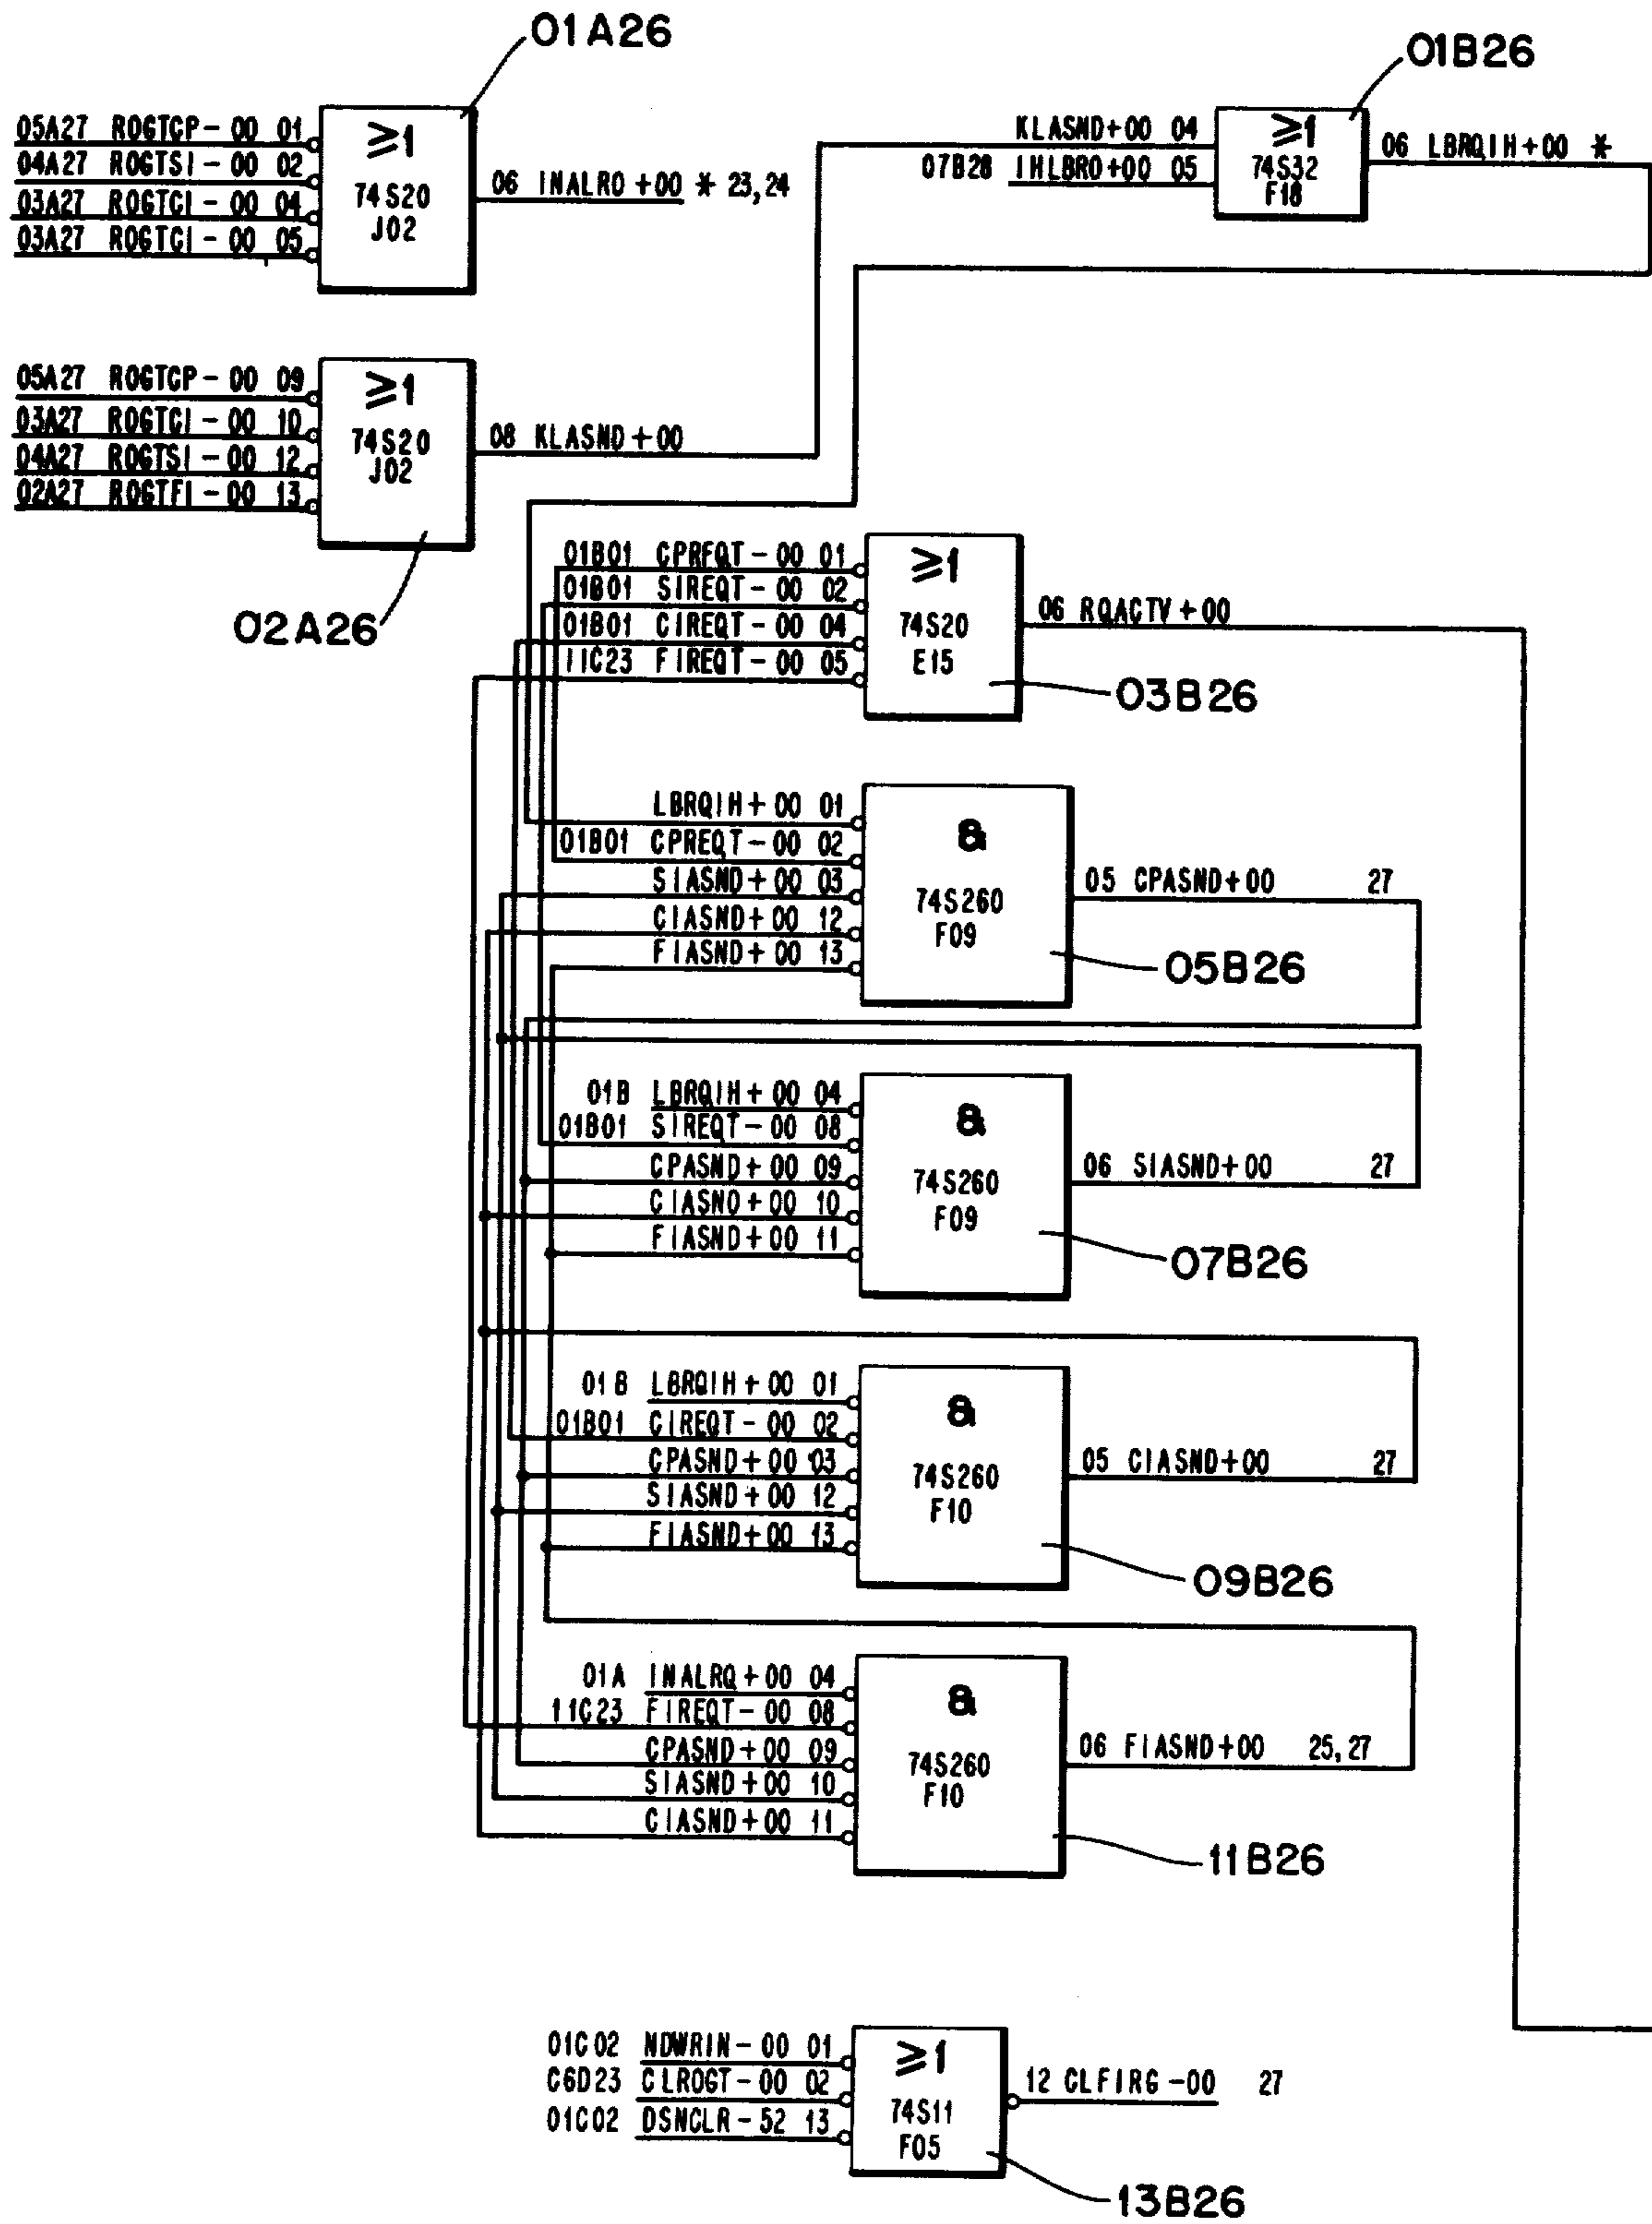 01A26
05A27 ROGTCP-00 01
04A27 ROGTSI-00 02
03A27 ROGTCI-00 04
03A27 ROGTCI-00 05
≥1
74S20
J02
06 INALRO+00 * 23,24
01B26
KLASND+00 04
07B28 IHLBRO+00 05
≥1
74S32
F18
06 LBRQIH+00 *
05A27 ROGTCP-00 09
03A27 ROGTCI-00 10
04A27 ROGTSI-00 12
02A27 ROGTFI-00 13
≥1
74S20
J02
08 KLASND+00
02A26
01B01 CPRFQT-00 01
01B01 SIREQT-00 02
01B01 CIREQT-00 04
11C23 FIREQT-00 05
≥1
74S20
E15
06 RQACTV+00
03B26
LBRQIH+00 01
01B01 CPREQT-00 02
SIASND+00 03
CIASND+00 12
FIASND+00 13
&
74S260
F09
05 CPASND+00 27
05B26
01B LBRQIH+00 04
01B01 SIREQT-00 08
CPASND+00 09
CIASNO+00 10
FIASND+00 11
&
74S260
F09
06 SIASND+00 27
07B26
01B LBRQIH+00 01
01B01 CIREQT-00 02
CPASND+00 03
SIASND+00 12
FIASND+00 13
&
74S260
F10
05 CIASND+00 27
09B26
01A INALRQ+00 04
11C23 FIREQT-00 08
CPASND+00 09
SIASND+00 10
CIASND+00 11
&
74S260
F10
06 FIASND+00 25,27
11B26
01C02 NDWRIN-00 01
C6D23 CLROGT-00 02
01C02 DSNCLR-52 13
≥1
74S11
F05
12 CLFIRG-00 27
13B26